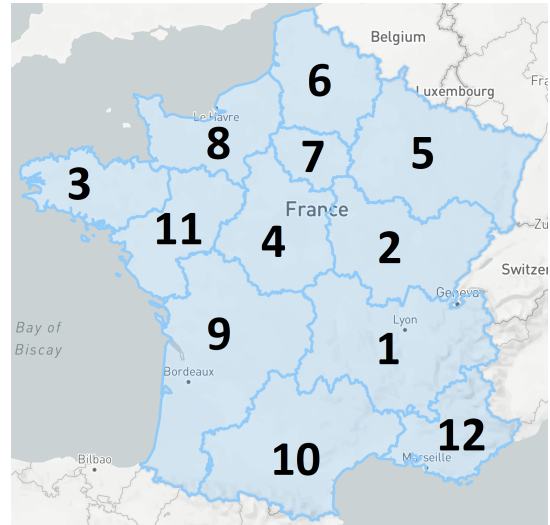 Belgium
6
Luxembourg
Le Havre
8
7
5
3
France
11
4
2
Switzer
Geneva
Zu
Fra
Bay of
Biscay
9
Lyon
1
Bordeaux
Bilbao
10
12
Marseille